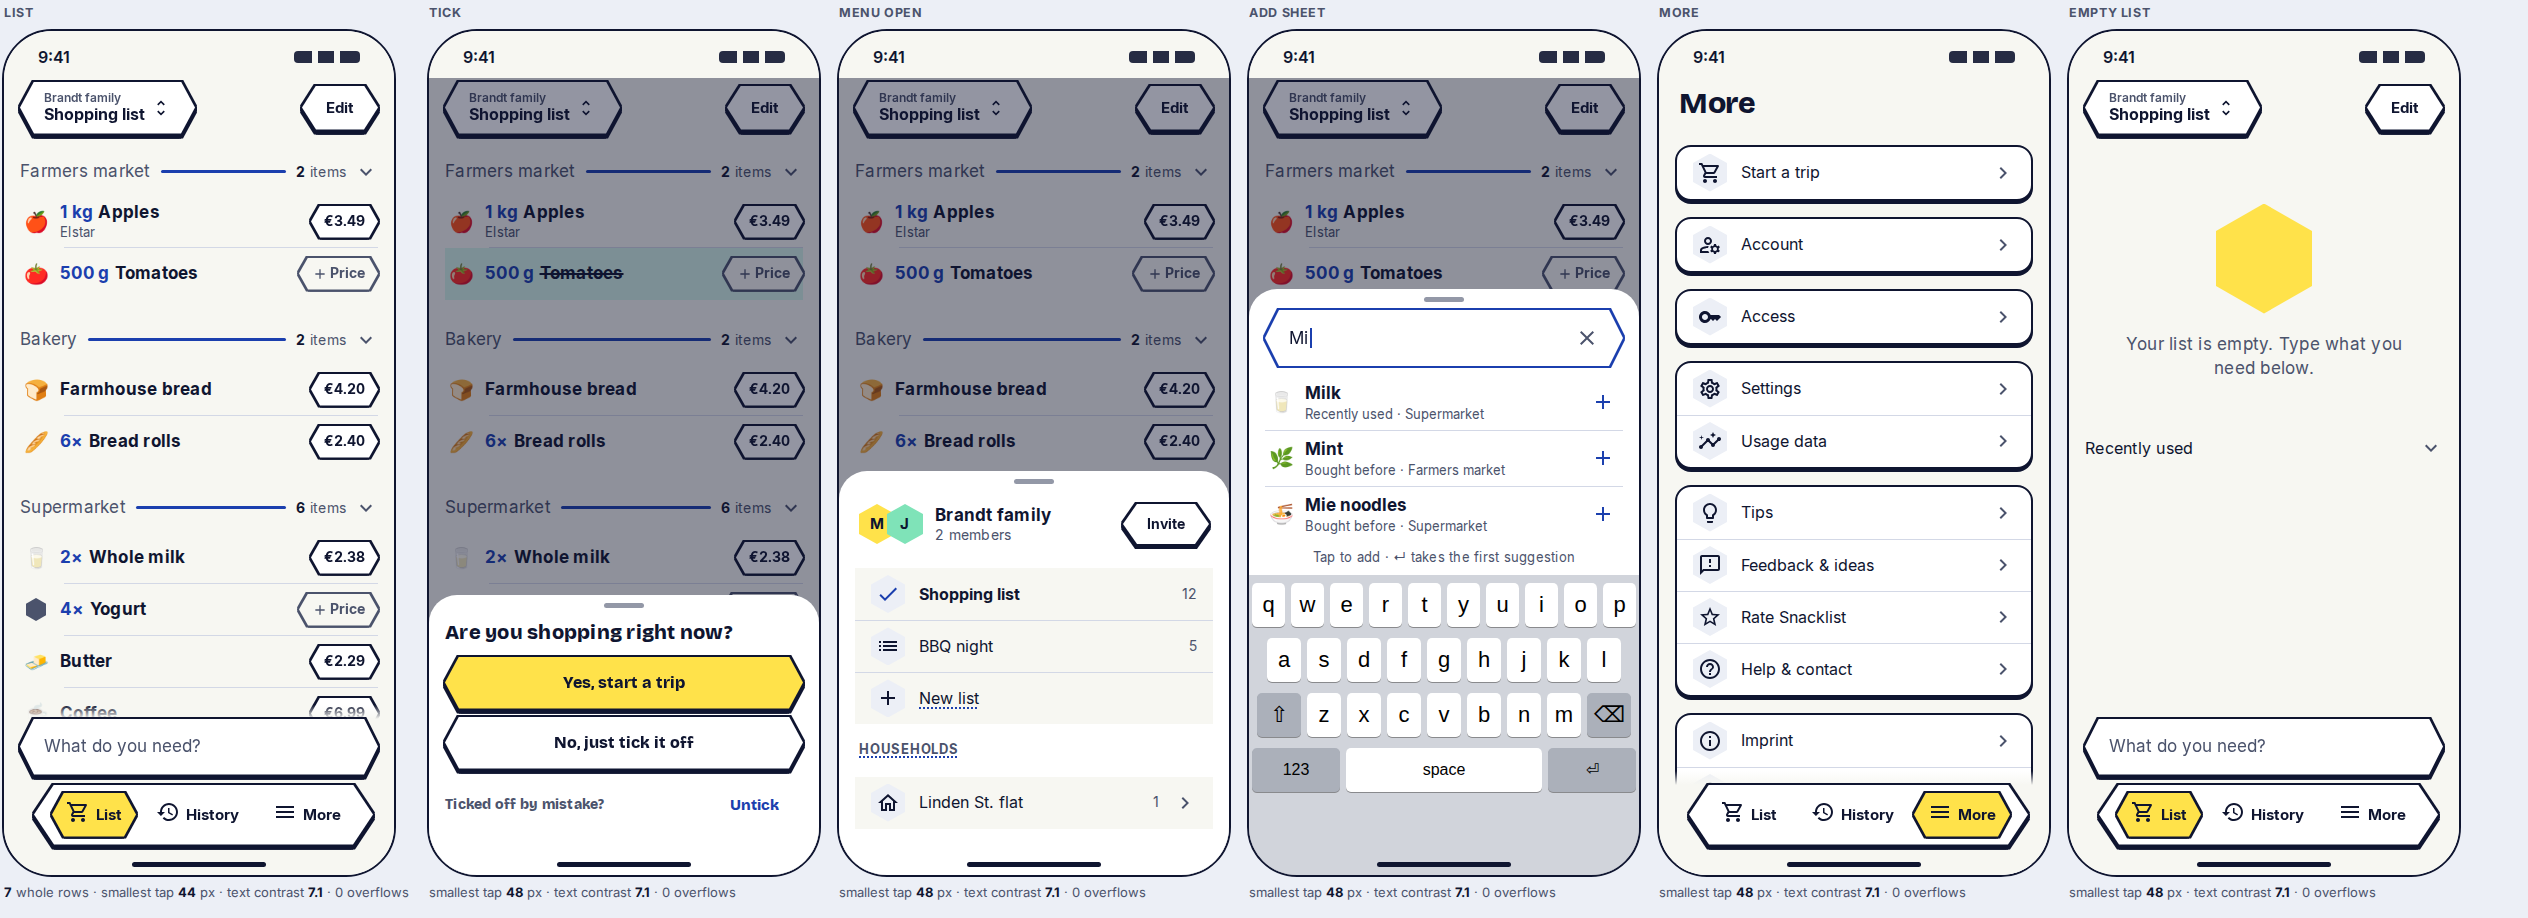 LIST
9:41
Brandt family
Shopping list
Edit
Farmers market 2 items
1 kg Apples €3.49
Elstar
500 g Tomatoes + Price
Bakery 2 items
Farmhouse bread €4.20
6× Bread rolls €2.40
Supermarket 6 items
2× Whole milk €2.38
4× Yogurt + Price
Butter €2.29
Coffee €6.99
What do you need?
List History More
7 whole rows · smallest tap 44 px · text contrast 7.1 · 0 overflows
TICK
9:41
Brandt family
Shopping list
Edit
Farmers market 2 items
1 kg Apples €3.49
Elstar
500 g Tomatoes + Price
Bakery 2 items
Farmhouse bread €4.20
6× Bread rolls €2.40
Supermarket 6 items
2× Whole milk €2.38
Are you shopping right now?
Yes, start a trip
No, just tick it off
Ticked off by mistake? Untick
smallest tap 48 px · text contrast 7.1 · 0 overflows
MENU OPEN
9:41
Brandt family
Shopping list
Edit
Farmers market 2 items
1 kg Apples €3.49
Elstar
500 g Tomatoes + Price
Bakery 2 items
Farmhouse bread €4.20
6× Bread rolls €2.40
M J
Brandt family
2 members
Invite
Shopping list 12
BBQ night 5
New list
HOUSEHOLDS
Linden St. flat 1
smallest tap 48 px · text contrast 7.1 · 0 overflows
ADD SHEET
9:41
Brandt family
Shopping list
Edit
Farmers market 2 items
1 kg Apples €3.49
Elstar
500 g Tomatoes + Price
Mi
Milk
Recently used · Supermarket
Mint
Bought before · Farmers market
Mie noodles
Bought before · Supermarket
Tap to add · ↵ takes the first suggestion
q w e r t y u i o p
a s d f g h j k l
⇧ z x c v b n m ⌫
123 space ⏎
smallest tap 48 px · text contrast 7.1 · 0 overflows
MORE
9:41
More
Start a trip
Account
Access
Settings
Usage data
Tips
Feedback & ideas
Rate Snacklist
Help & contact
Imprint
List History More
smallest tap 48 px · text contrast 7.1 · 0 overflows
EMPTY LIST
9:41
Brandt family
Shopping list
Edit
Your list is empty. Type what you
need below.
Recently used
What do you need?
List History More
smallest tap 48 px · text contrast 7.1 · 0 overflows